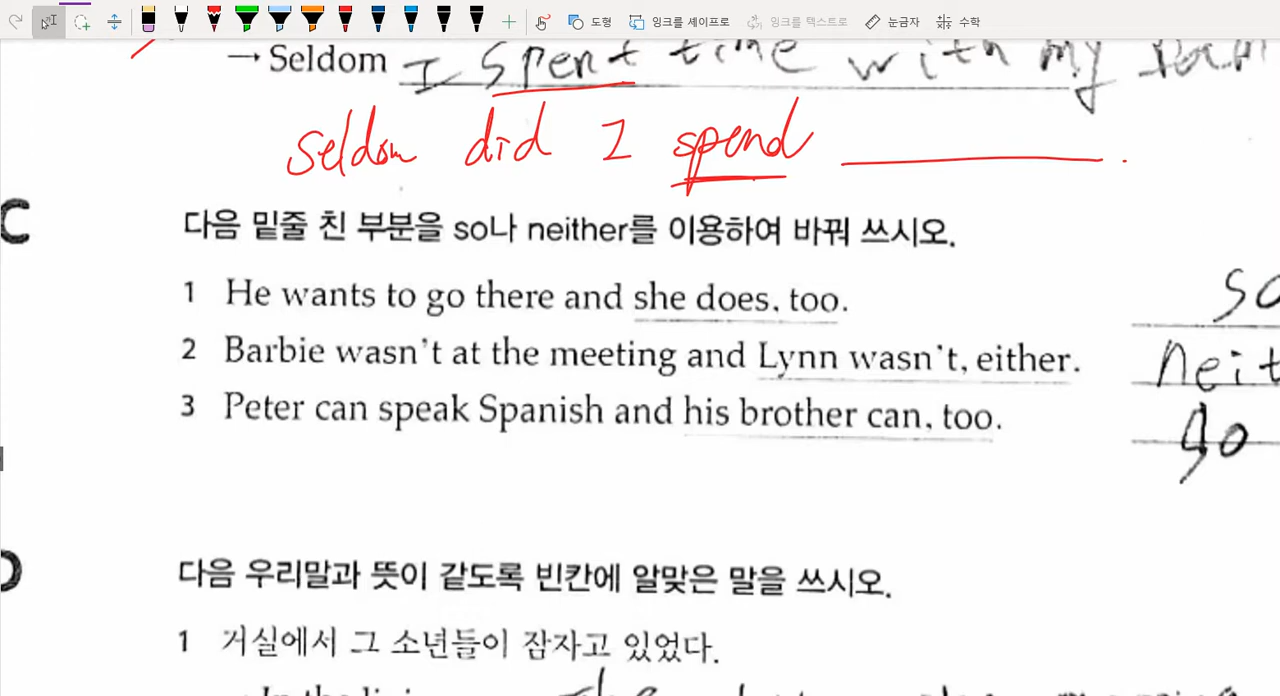 도형 잉크를 셰이프로 잉크를 텍스트로 눈금자 수학
→ Seldom I spent time with my
seldom did I spend
C 다음 밑줄 친 부분을 so나 neither를 이용하여 바꿔 쓰시오.
1 He wants to go there and she does, too. so
2 Barbie wasn't at the meeting and Lynn wasn't, either. neit
3 Peter can speak Spanish and his brother can, too. so
D 다음 우리말과 뜻이 같도록 빈칸에 알맞은 말을 쓰시오.
1 거실에서 그 소년들이 잠자고 있었다.